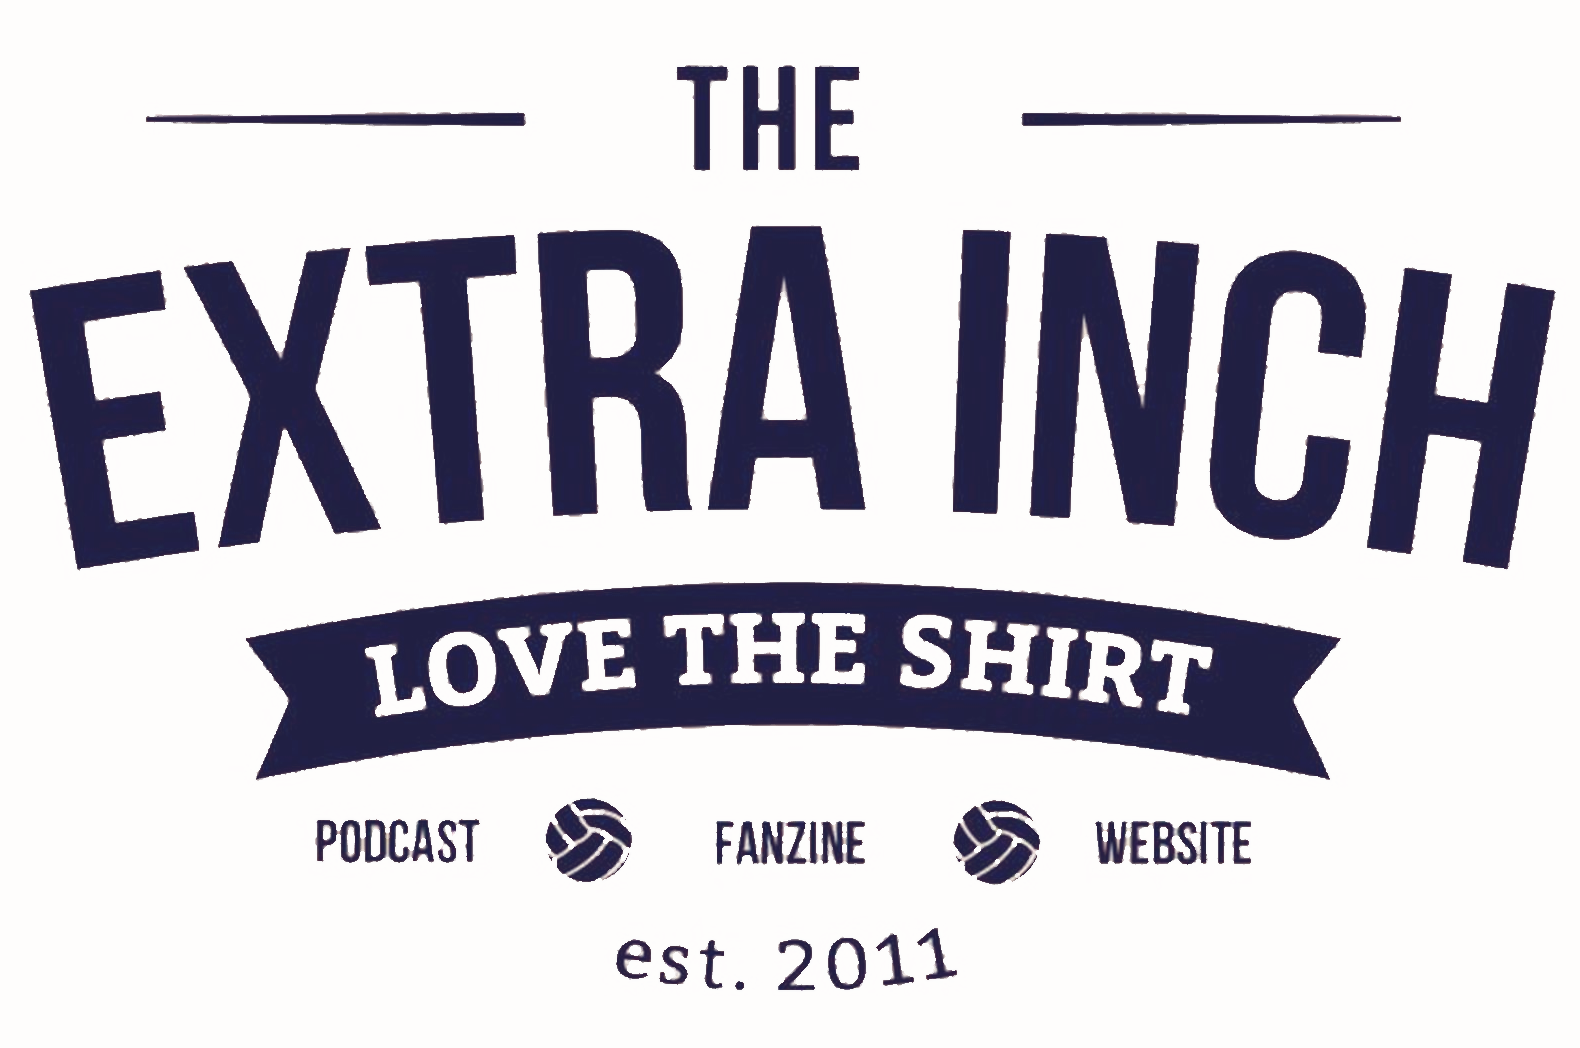 THE
EXTRA INCH
LOVE THE SHIRT
PODCAST FANZINE WEBSITE
est. 2011